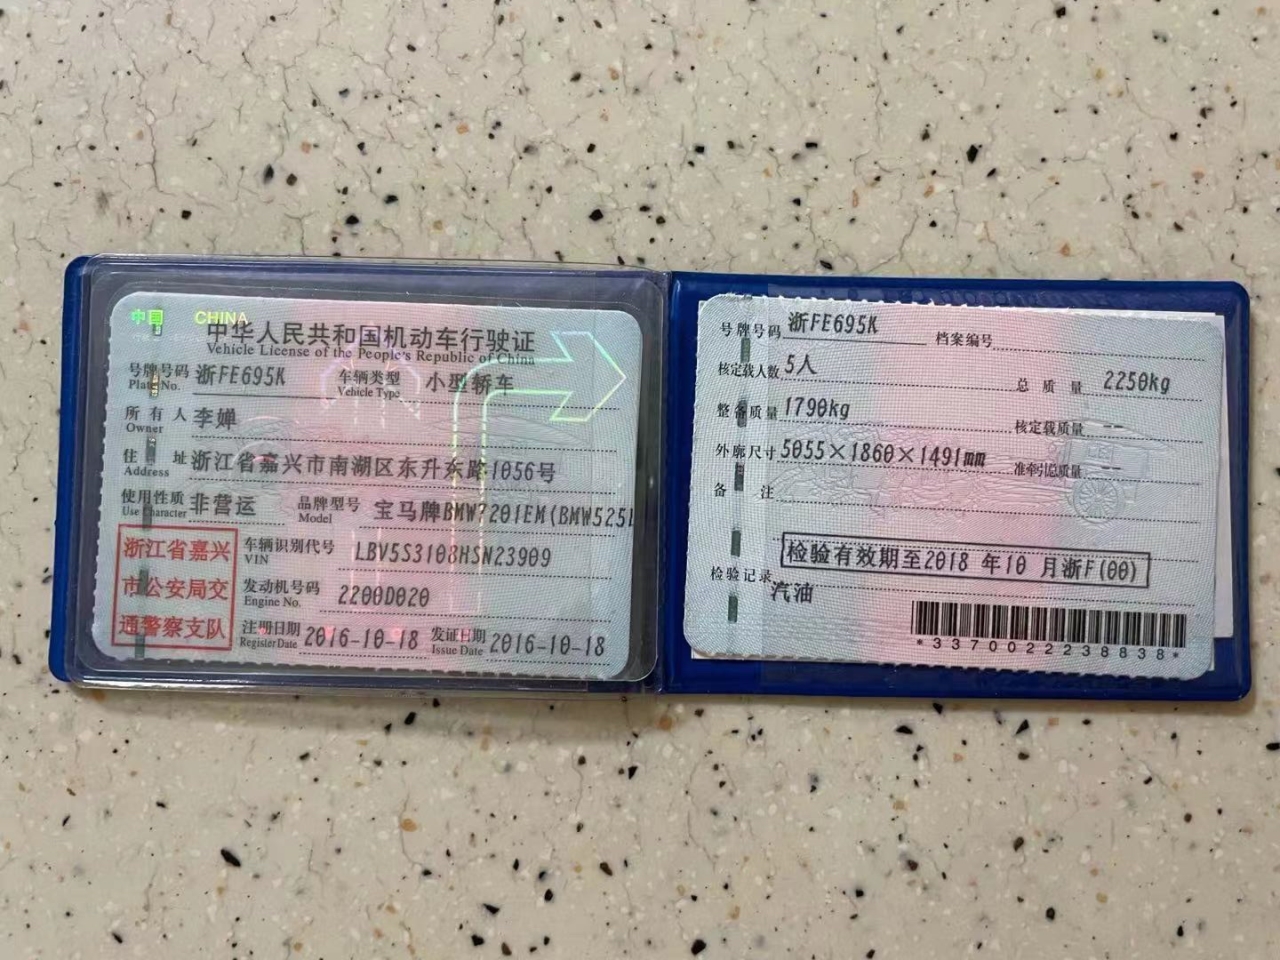 中国 CHINA
中华人民共和国机动车行驶证
Vehicle License of the People's Republic of China
号牌号码 浙FE695K 车辆类型 小型轿车
Plate No. Vehicle Type
所有人 李婵
Owner
住址 浙江省嘉兴市南湖区东升东路1056号
Address
使用性质 非营运 品牌型号 宝马牌BMW7201EM(BMW525L
Use Character Model
浙江省嘉兴
市公安局交
通警察支队
车辆识别代号 LBV5S3108HSN23909
VIN
发动机号码 2200D020
Engine No.
注册日期 2016-10-18 发证日期 2016-10-18
Register Date Issue Date
号牌号码 浙FE695K 档案编号
核定载人数 5人 总质量 2250kg
整备质量 1790kg 核定载质量 --
外廓尺寸 5055×1860×1491mm 准牵引总质量 --
备注
检验有效期至2018 年10 月浙F(00)
检验记录
汽油
*3370022238838*